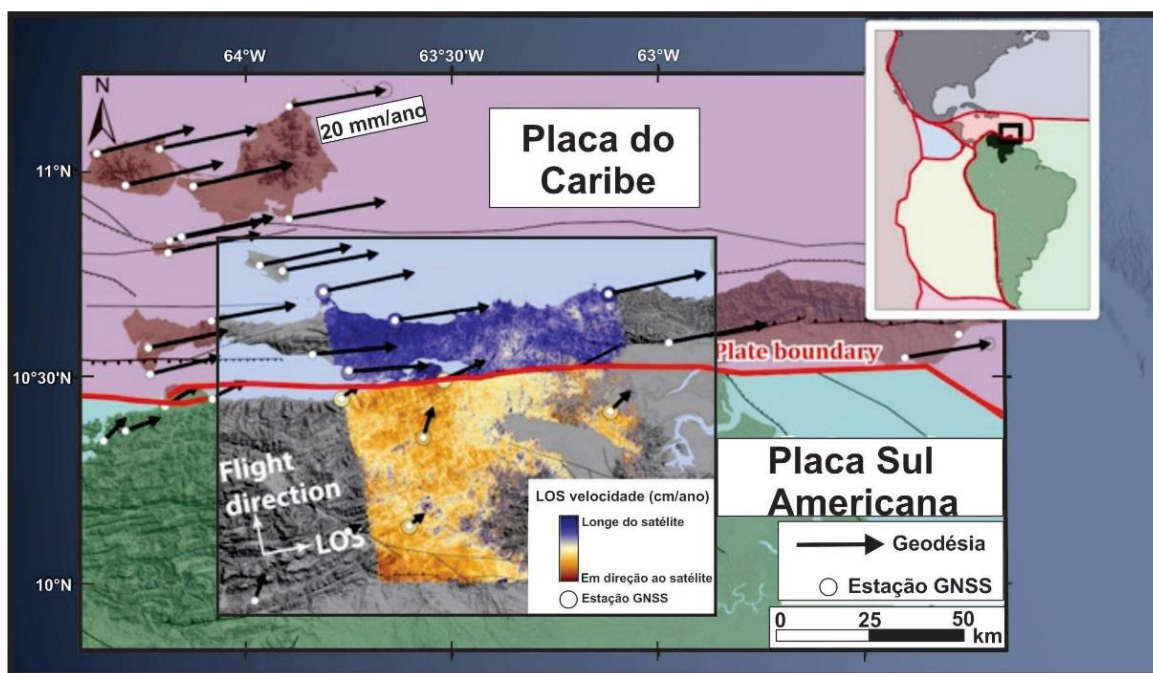 64°W
63°30'W
63°W
N
20 mm/ano
Placa do
Caribe
11°N
Plate boundary
10°30'N
Flight
direction
LOS
Placa Sul
Americana
LOS velocidade (cm/ano)
Longe do satélite
Em direção ao satélite
Estação GNSS
Geodésia
Estação GNSS
10°N
0
25
50
km